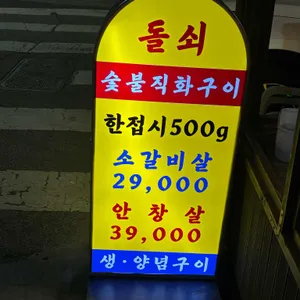 돌쇠
숯불직화구이
한접시500g
소갈비살
29,000
안창살
39,000
생·양념구이